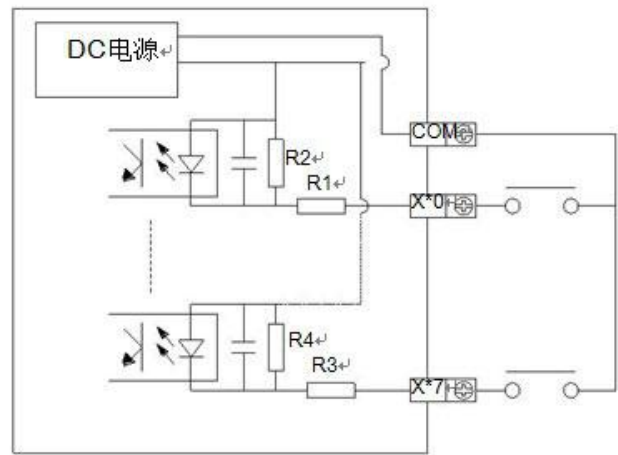 DC电源↵
COM
R2↵
R1↵
X*0
R4↵
R3↵
X*7